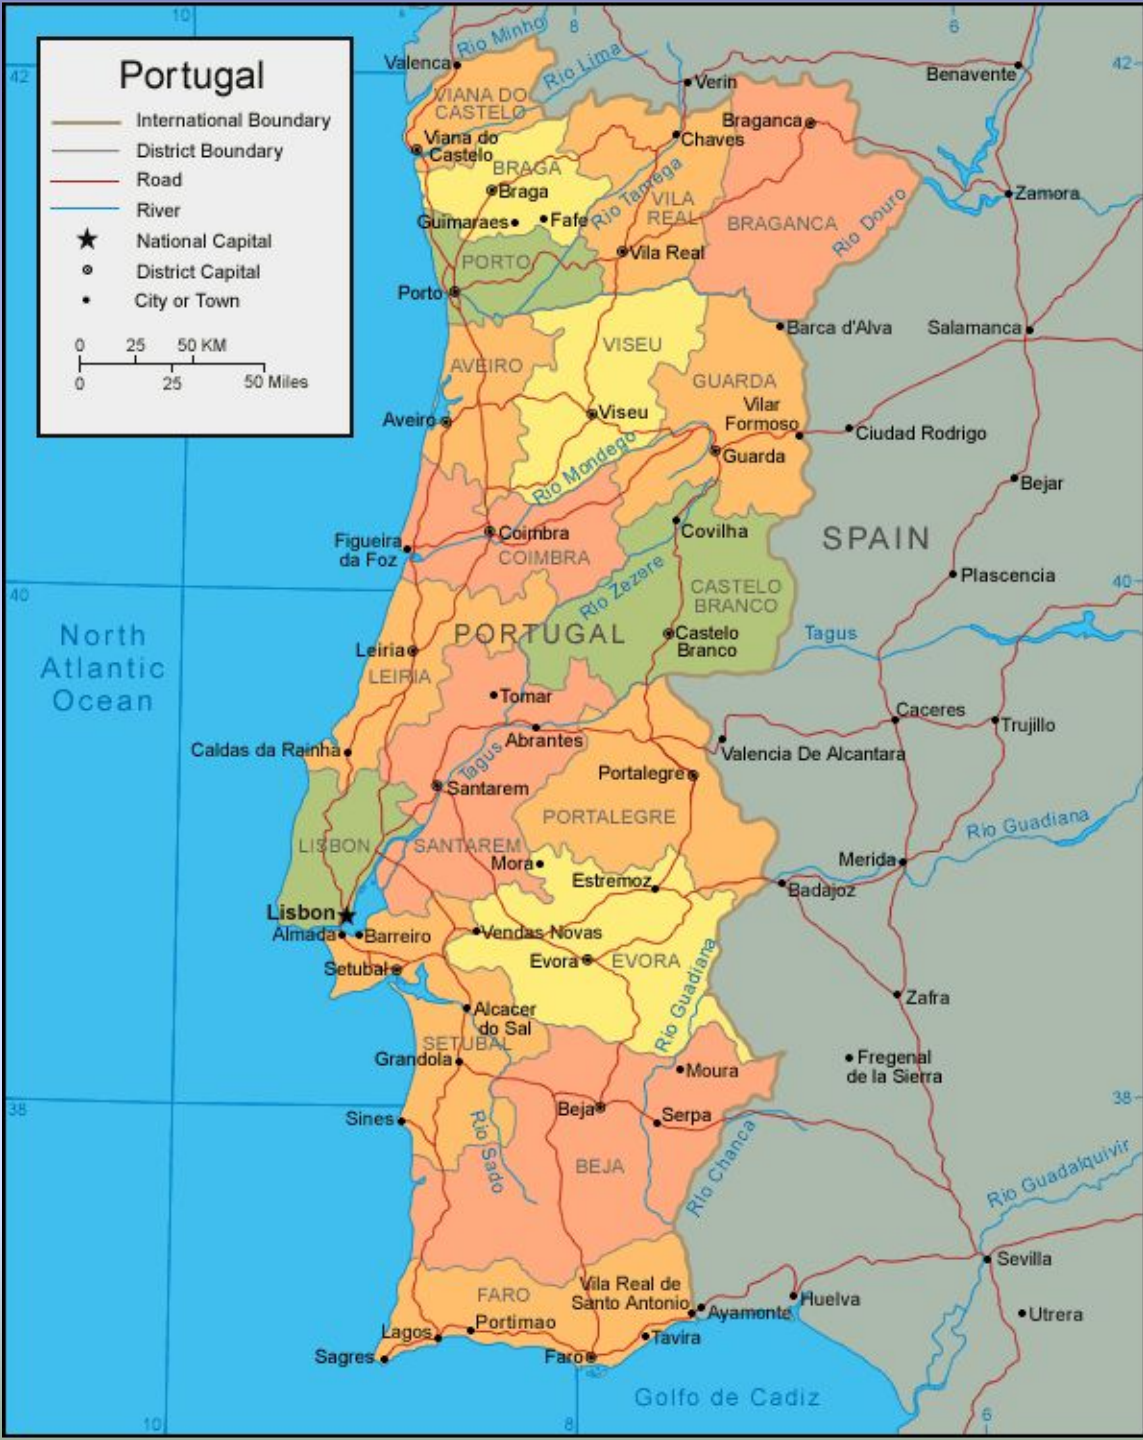 Portugal
International Boundary
District Boundary
Road
River
National Capital
District Capital
City or Town
0 25 50 KM
0 25 50 Miles
10
8
6
42
42
Rio Minho
Valenca
Rio Lima
Verin
Benavente
VIANA DO
CASTELO
Braganca
Chaves
Viana do
Castelo
BRAGA
Braga
Rio Tamega
VILA
REAL
Zamora
Guimaraes
Fafe
BRAGANCA
Rio Douro
PORTO
Vila Real
Porto
Barca d'Alva
Salamanca
VISEU
AVEIRO
GUARDA
Aveiro
Viseu
Vilar
Formoso
Ciudad Rodrigo
Rio Mondego
Guarda
Bejar
Coimbra
Covilha
SPAIN
Figueira
da Foz
COIMBRA
Rio Zezere
Plascencia
40
40
CASTELO
BRANCO
North
Atlantic
Ocean
PORTUGAL
Castelo
Branco
Tagus
Leiria
LEIRIA
Tomar
Caceres
Trujillo
Abrantes
Caldas da Rainha
Tagus
Valencia De Alcantara
Portalegre
Santarem
PORTALEGRE
Rio Guadiana
LISBON
SANTAREM
Mora
Merida
Estremoz
Badajoz
Lisbon
Almada
Barreiro
Vendas Novas
Evora
EVORA
Setubal
Rio Guadiana
Zafra
Alcacer
do Sal
SETUBAL
Grandola
Moura
Fregenal
de la Sierra
38
38
Sines
Beja
Serpa
Rio Sado
BEJA
Rio Chanca
Rio Guadalquivir
Sevilla
FARO
Vila Real de
Santo Antonio
Ayamonte
Huelva
Utrera
Lagos
Portimao
Tavira
Sagres
Faro
Golfo de Cadiz
10
8
6